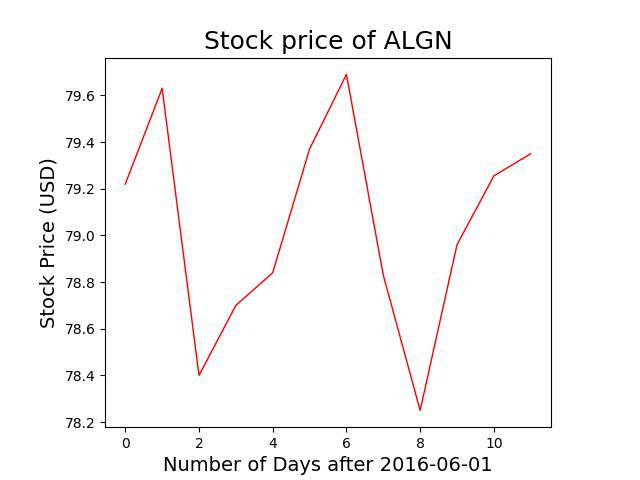 Stock price of ALGN
Stock Price (USD)
79.6
79.4
79.2
79.0
78.8
78.6
78.4
78.2
0 2 4 6 8 10
Number of Days after 2016-06-01